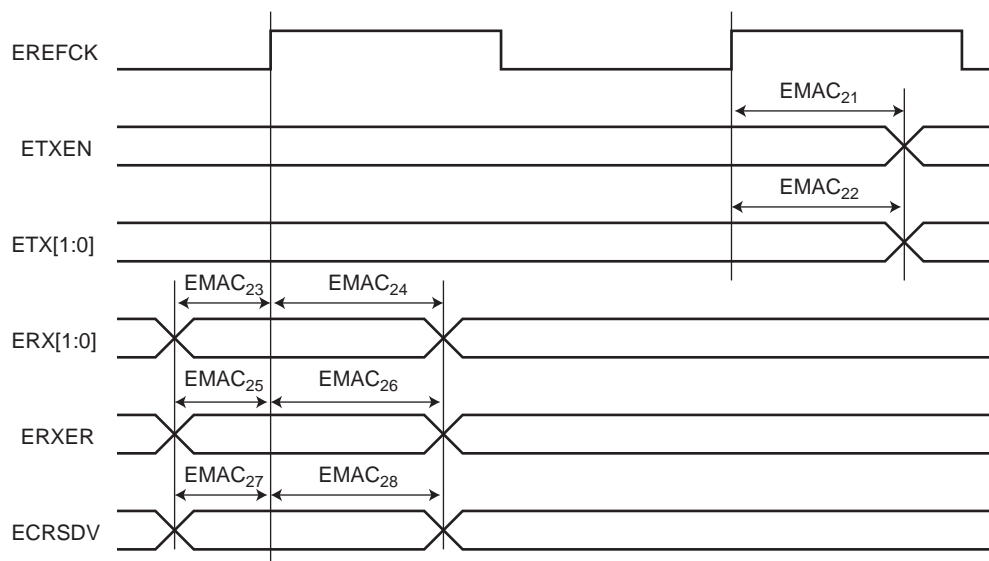 EREFCK
EMAC21
ETXEN
EMAC22
ETX[1:0]
EMAC23 EMAC24
ERX[1:0]
EMAC25 EMAC26
ERXER
EMAC27 EMAC28
ECRSDV